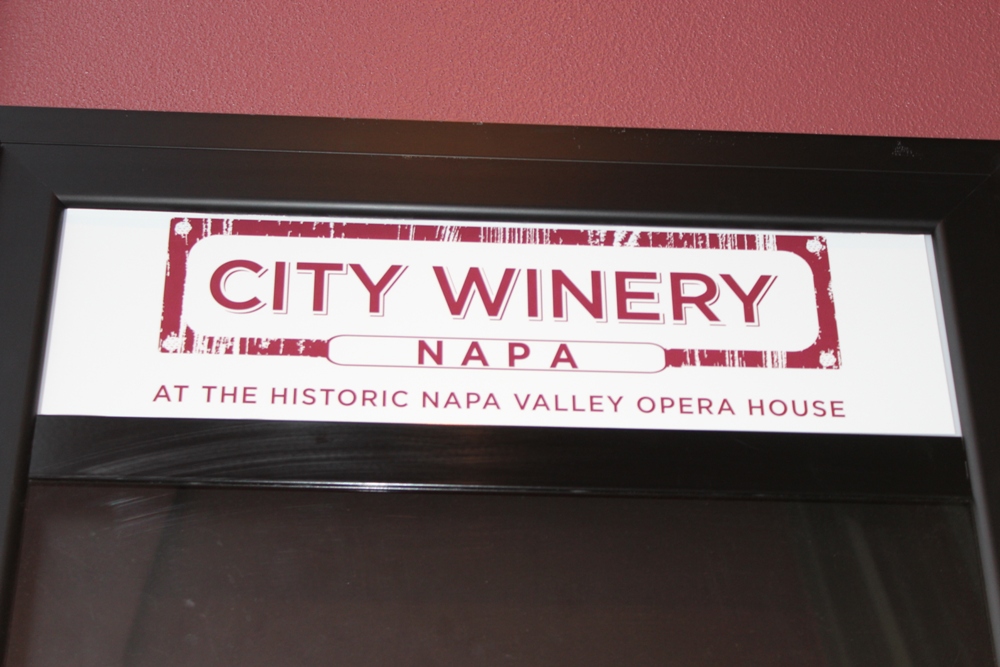 CITY WINERY
NAPA
AT THE HISTORIC NAPA VALLEY OPERA HOUSE